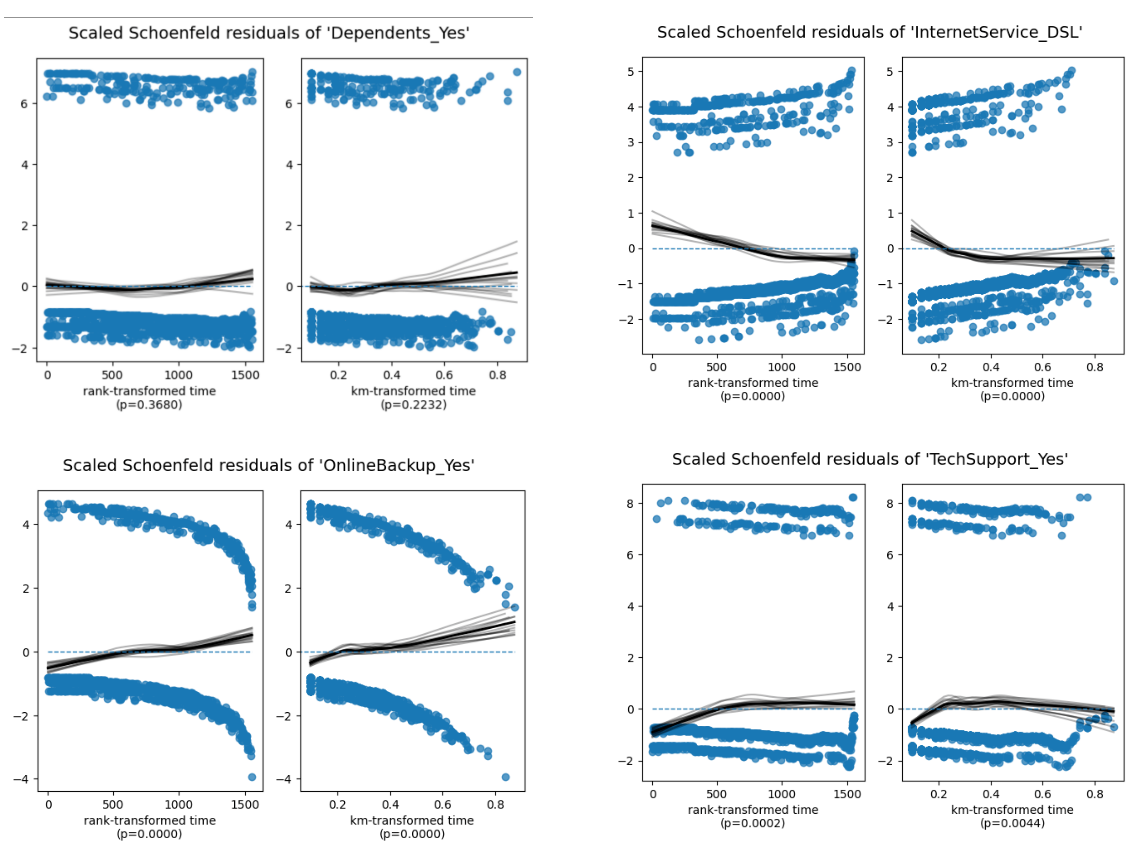 Scaled Schoenfeld residuals of 'Dependents_Yes'
6
4
2
0
−2
0
500
1000
1500
rank-transformed time
(p=0.3680)
0.2
0.4
0.6
0.8
km-transformed time
(p=0.2232)
Scaled Schoenfeld residuals of 'InternetService_DSL'
5
4
3
2
1
0
−1
−2
0
500
1000
1500
rank-transformed time
(p=0.0000)
0.2
0.4
0.6
0.8
km-transformed time
(p=0.0000)
Scaled Schoenfeld residuals of 'OnlineBackup_Yes'
4
2
0
−2
−4
0
500
1000
1500
rank-transformed time
(p=0.0000)
0.2
0.4
0.6
0.8
km-transformed time
(p=0.0000)
Scaled Schoenfeld residuals of 'TechSupport_Yes'
8
6
4
2
0
−2
0
500
1000
1500
rank-transformed time
(p=0.0002)
0.2
0.4
0.6
0.8
km-transformed time
(p=0.0044)